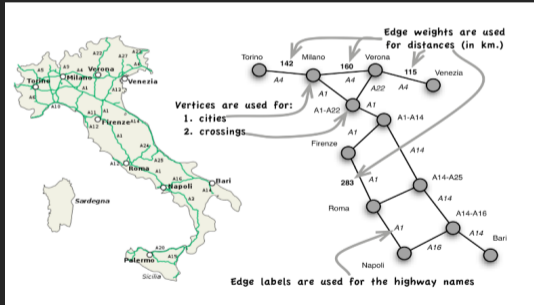 Edge weights are used
for distances (in km.)
Torino
142
Milano
160
Verona
115
Venezia
A4
A4
A22
A4
A1
A1-A22
A1
Vertices are used for:
1. cities
2. crossings
A1
A1-A14
Firenze
A14
283
A1
A14-A25
Roma
A14
A14-A16
A1
A14
Bari
A16
Napoli
Edge labels are used for the highway names
Torino
Milano
Verona
Venezia
Firenze
Roma
Napoli
Bari
Sardegna
Palermo
Sicilia